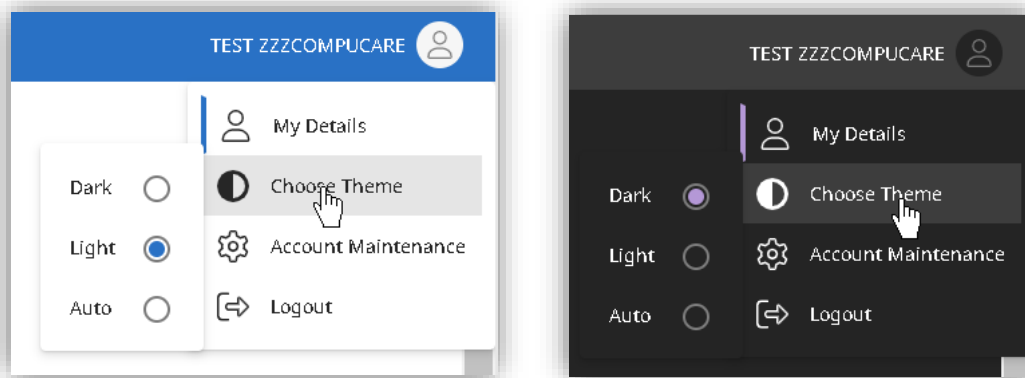 TEST ZZZCOMPUCARE
My Details
Dark
Choose Theme
Light
Account Maintenance
Auto
Logout
TEST ZZZCOMPUCARE
My Details
Dark
Choose Theme
Light
Account Maintenance
Auto
Logout